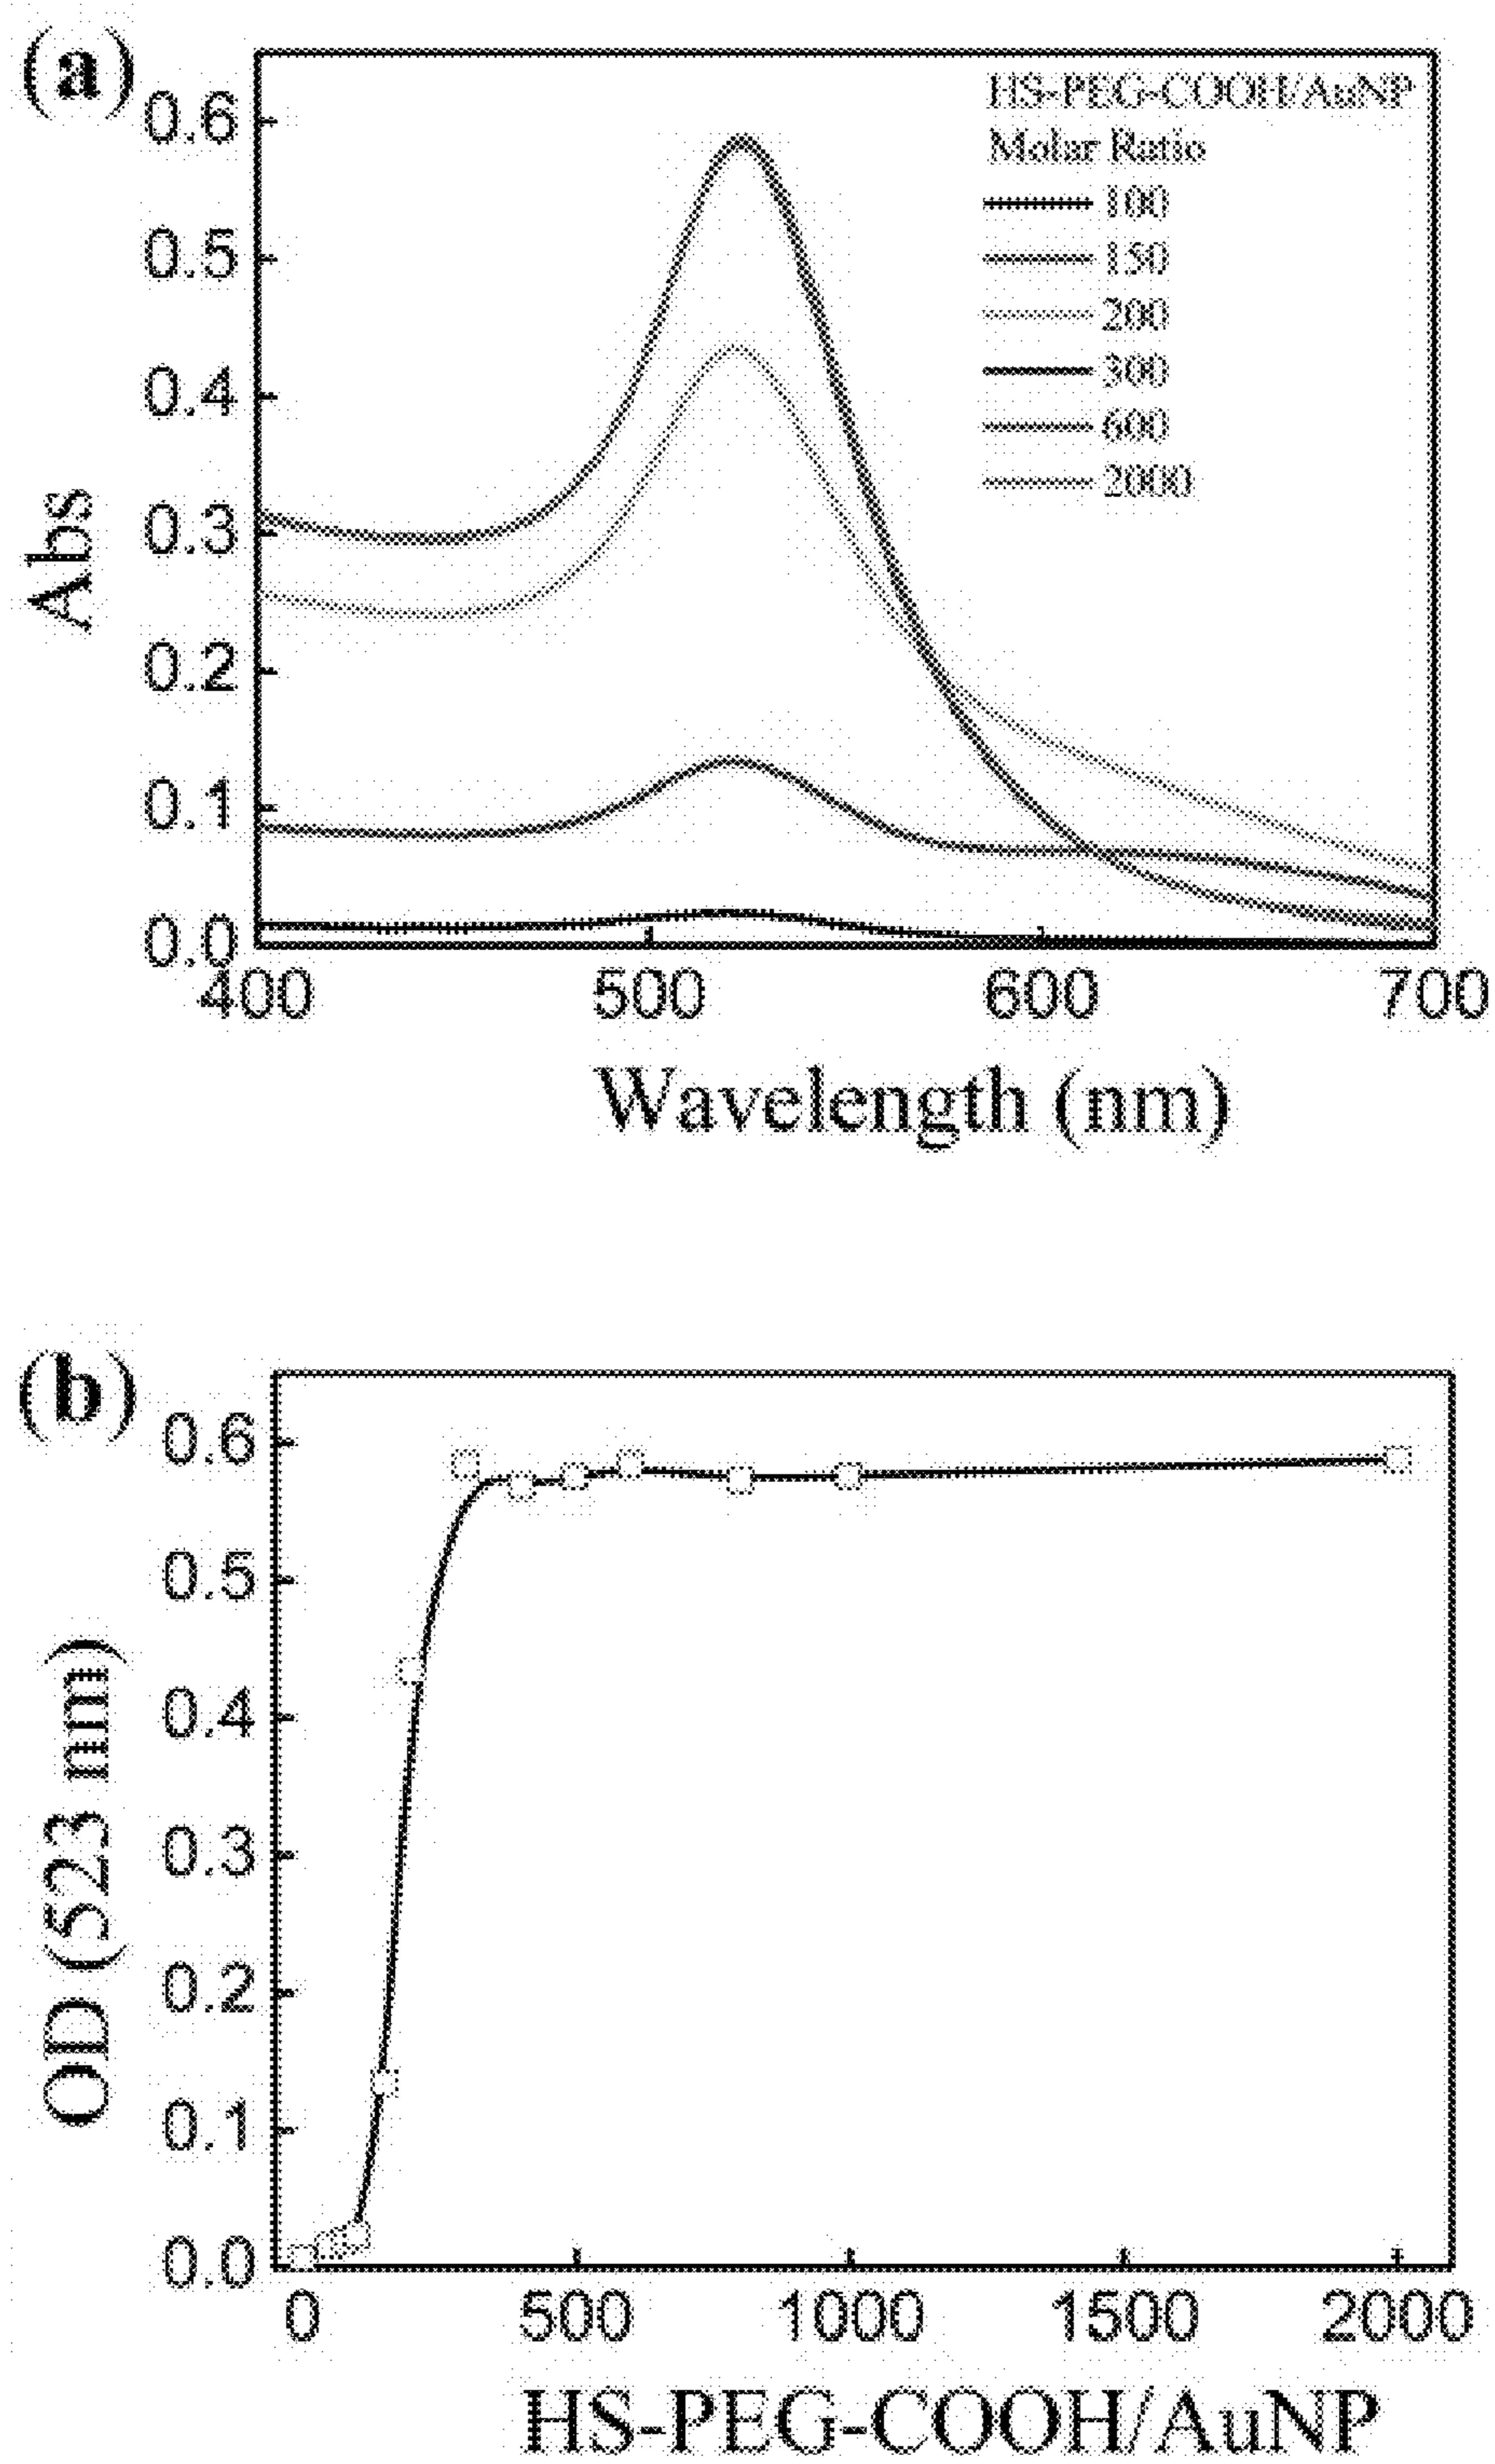 (a)
0.6
0.5
0.4
0.3
0.2
0.1
0.0
Abs
HS-PEG-COOH/AuNP
Molar Ratio
100
150
200
300
600
2000
400 500 600 700
Wavelength (nm)
(b)
0.6
0.5
0.4
0.3
0.2
0.1
0.0
OD (523 nm)
0 500 1000 1500 2000
HS-PEG-COOH/AuNP